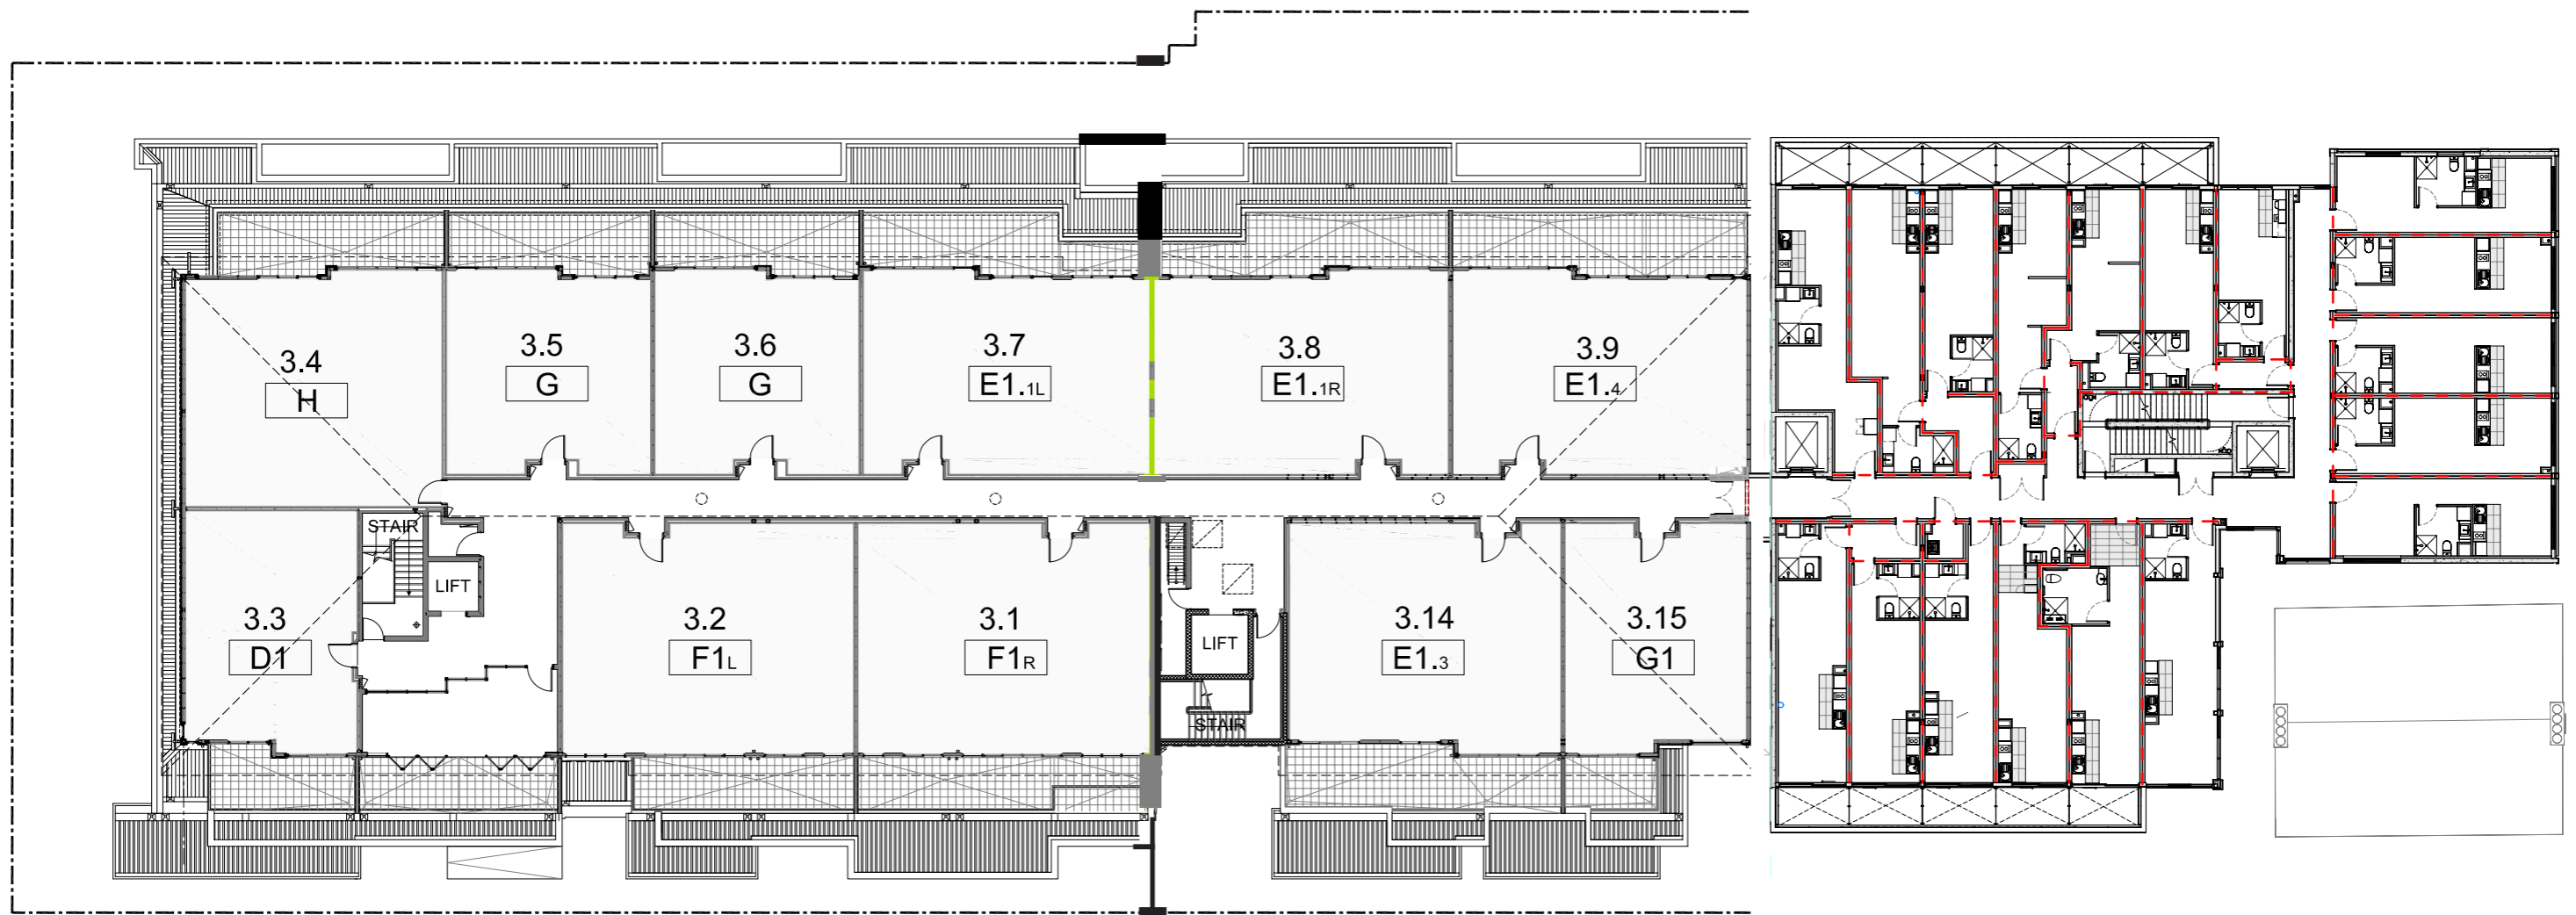 3.4
H
3.5
G
3.6
G
3.7
E1.1L
3.8
E1.1R
3.9
E1.4
STAIR
LIFT
3.3
D1
3.2
F1L
3.1
F1R
LIFT
STAIR
3.14
E1.3
3.15
G1